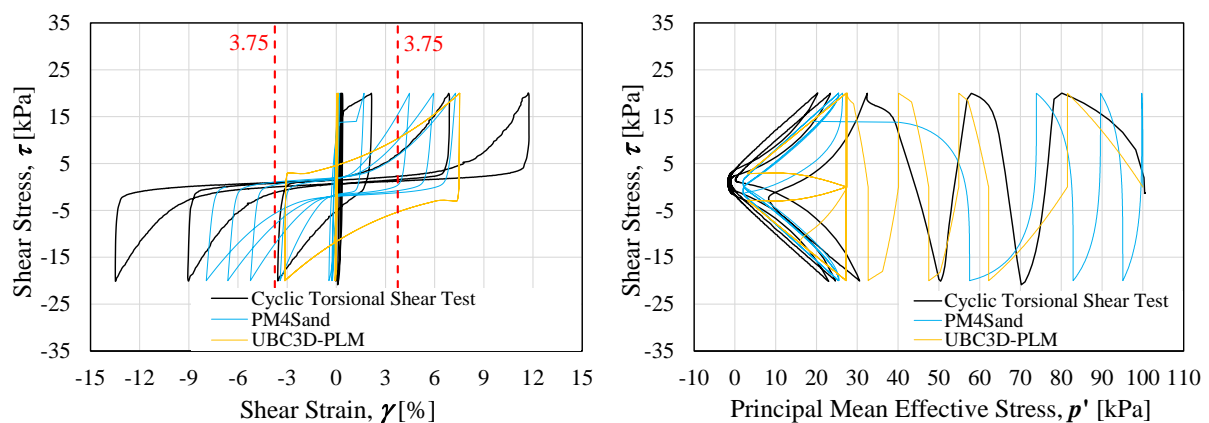 35
25
15
5
-5
-15
-25
-35
Shear Stress, τ [kPa]
3.75
3.75
Cyclic Torsional Shear Test
PM4Sand
UBC3D-PLM
-15 -12 -9 -6 -3 0 3 6 9 12 15
Shear Strain, γ [%]
35
25
15
5
-5
-15
-25
-35
Shear Stress, τ [kPa]
Cyclic Torsional Shear Test
PM4Sand
UBC3D-PLM
-10 0 10 20 30 40 50 60 70 80 90 100 110
Principal Mean Effective Stress, p' [kPa]